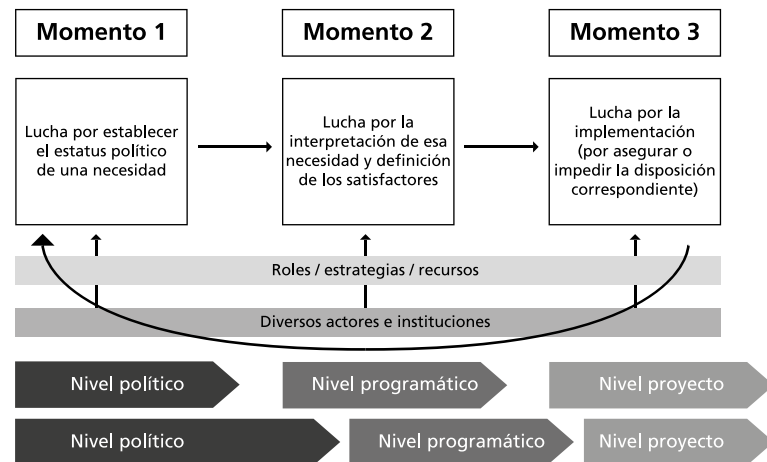 Momento 1
Momento 2
Momento 3
Lucha por establecer
el estatus político
de una necesidad
Lucha por la
interpretación de esa
necesidad y definición
de los satisfactores
Lucha por la
implementación
(por asegurar o
impedir la disposición
correspondiente)
Roles / estrategias / recursos
Diversos actores e instituciones
Nivel político
Nivel programático
Nivel proyecto
Nivel político
Nivel programático
Nivel proyecto